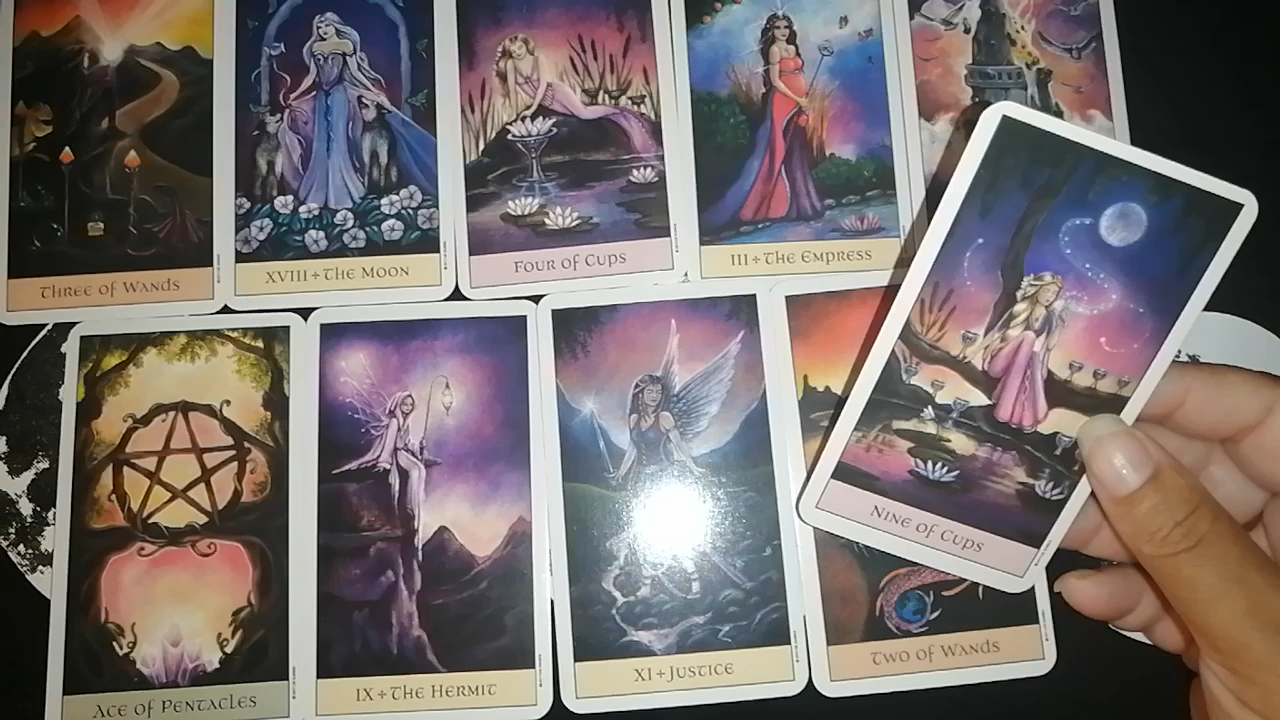 Three of Wands
XVIII + The Moon
Four of Cups
III + The Empress
Nine of Cups
Ace of Pentacles
IX + The Hermit
XI + Justice
Two of Wands